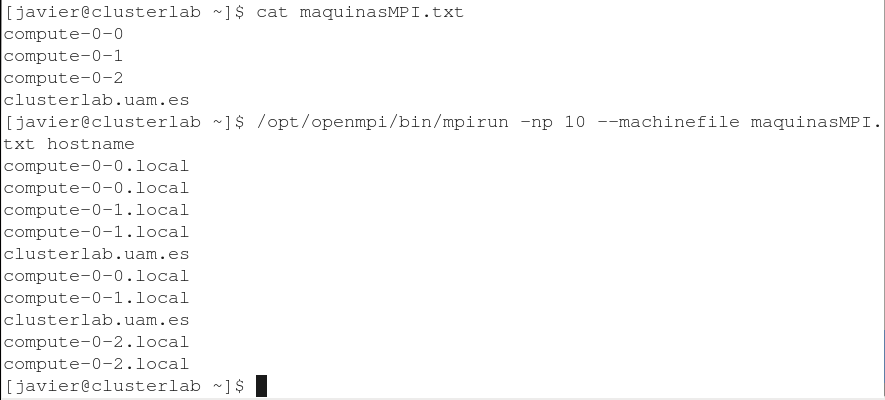 [javier@clusterlab ~]$ cat maquinasMPI.txt
compute-0-0
compute-0-1
compute-0-2
clusterlab.uam.es
[javier@clusterlab ~]$ /opt/openmpi/bin/mpirun -np 10 --machinefile maquinasMPI.
txt hostname
compute-0-0.local
compute-0-0.local
compute-0-1.local
compute-0-1.local
clusterlab.uam.es
compute-0-0.local
compute-0-1.local
clusterlab.uam.es
compute-0-2.local
compute-0-2.local
[javier@clusterlab ~]$